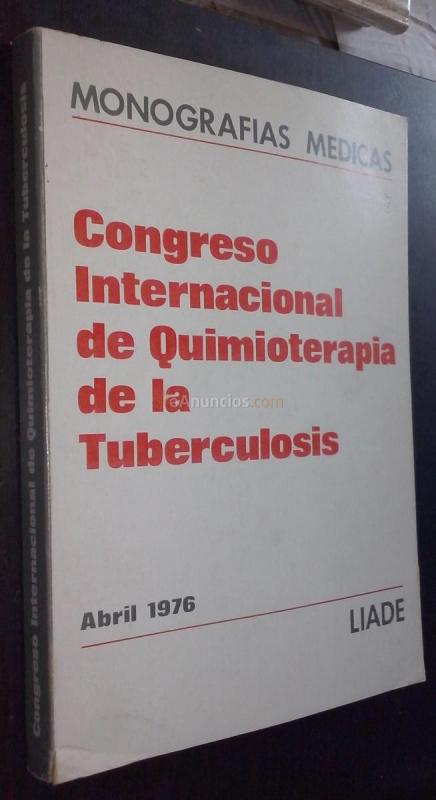 MONOGRAFIAS MEDICAS
Congreso
Internacional
de Quimioterapia
de la
Tuberculosis
eAnuncios.com
Abril 1976
LIADE
Congreso Internacional de Quimioterapia de la Tuberculosis